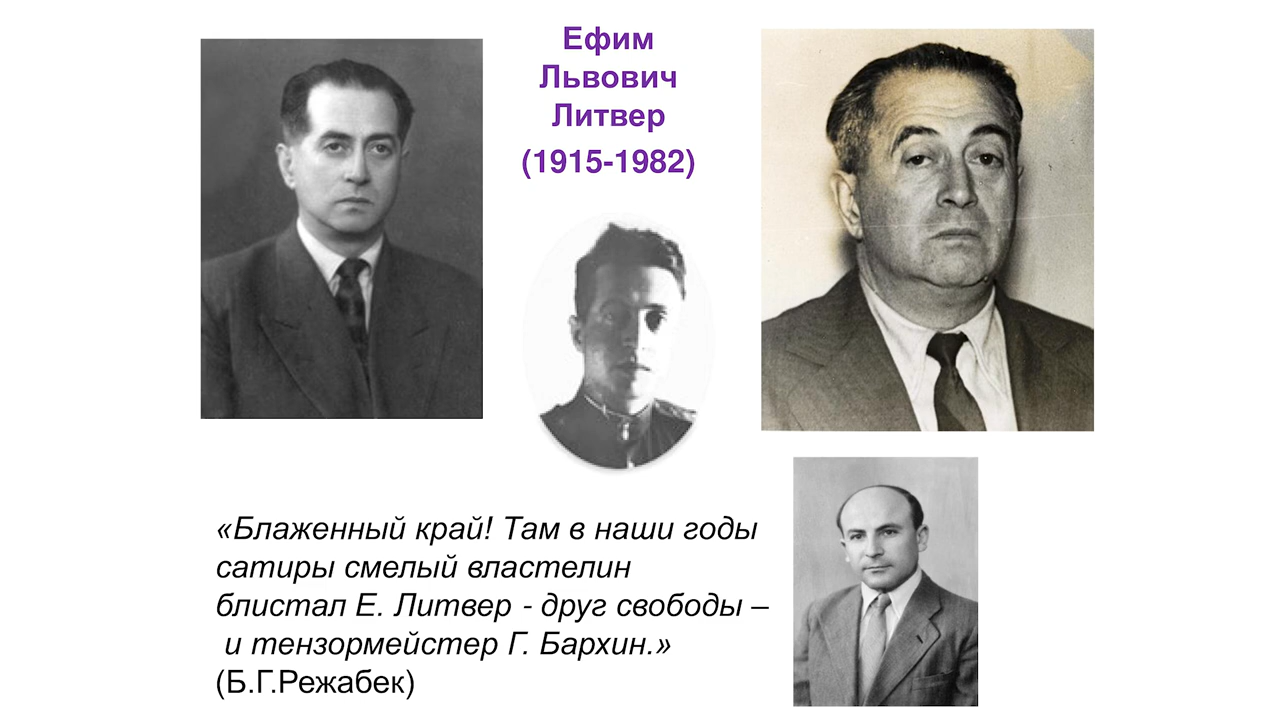 Ефим
Львович
Литвер
(1915-1982)
«Блаженный край! Там в наши годы
сатиры смелый властелин
блистал Е. Литвер - друг свободы –
и тензормейстер Г. Бархин.»
(Б.Г.Режабек)